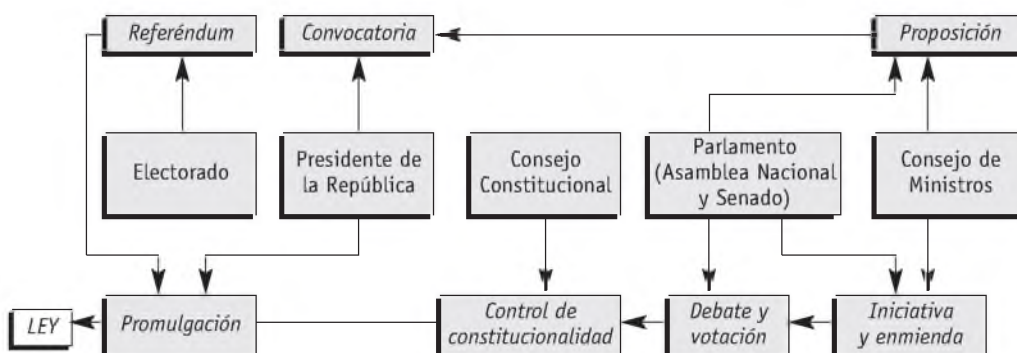 Referéndum
Convocatoria
Proposición
Electorado
Presidente de
la República
Consejo
Constitucional
Parlamento
(Asamblea Nacional
y Senado)
Consejo de
Ministros
LEY
Promulgación
Control de
constitucionalidad
Debate y
votación
Iniciativa
y enmienda